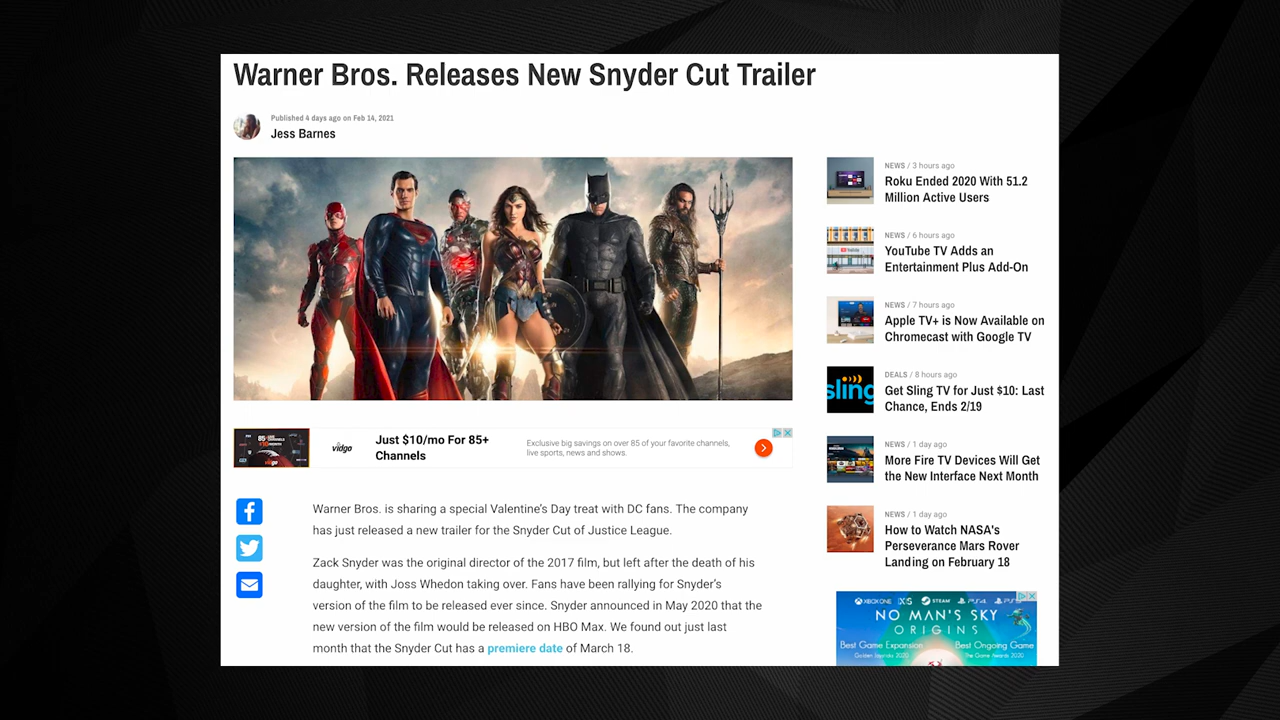 Warner Bros. Releases New Snyder Cut Trailer
Published 4 days ago on Feb 14, 2021
Jess Barnes
Just $10/mo For 85+
Channels
vidgo
Exclusive big savings on over 85 of your favorite channels,
live sports, news and shows.
Warner Bros. is sharing a special Valentine's Day treat with DC fans. The company
has just released a new trailer for the Snyder Cut of Justice League.
Zack Snyder was the original director of the 2017 film, but left after the death of his
daughter, with Joss Whedon taking over. Fans have been rallying for Snyder's
version of the film to be released ever since. Snyder announced in May 2020 that the
new version of the film would be released on HBO Max. We found out just last
month that the Snyder Cut has a premiere date of March 18.
NEWS / 3 hours ago
Roku Ended 2020 With 51.2
Million Active Users
NEWS / 6 hours ago
YouTube TV Adds an
Entertainment Plus Add-On
NEWS / 7 hours ago
Apple TV+ is Now Available on
Chromecast with Google TV
sling
DEALS / 8 hours ago
Get Sling TV for Just $10: Last
Chance, Ends 2/19
NEWS / 1 day ago
More Fire TV Devices Will Get
the New Interface Next Month
NEWS / 1 day ago
How to Watch NASA's
Perseverance Mars Rover
Landing on February 18
XBOX ONE X|S STEAM PS4 PS5
NO MAN'S SKY
ORIGINS
Best Game Expansion Best Ongoing Game
Golden Joysticks 2020 The Game Awards 2020